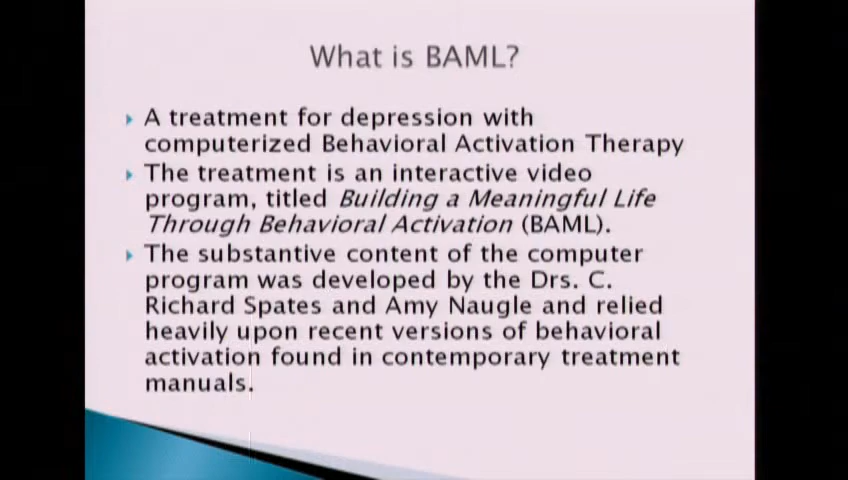 What is BAML?
A treatment for depression with
computerized Behavioral Activation Therapy
The treatment is an interactive video
program, titled Building a Meaningful Life
Through Behavioral Activation (BAML).
The substantive content of the computer
program was developed by the Drs. C.
Richard Spates and Amy Naugle and relied
heavily upon recent versions of behavioral
activation found in contemporary treatment
manuals.